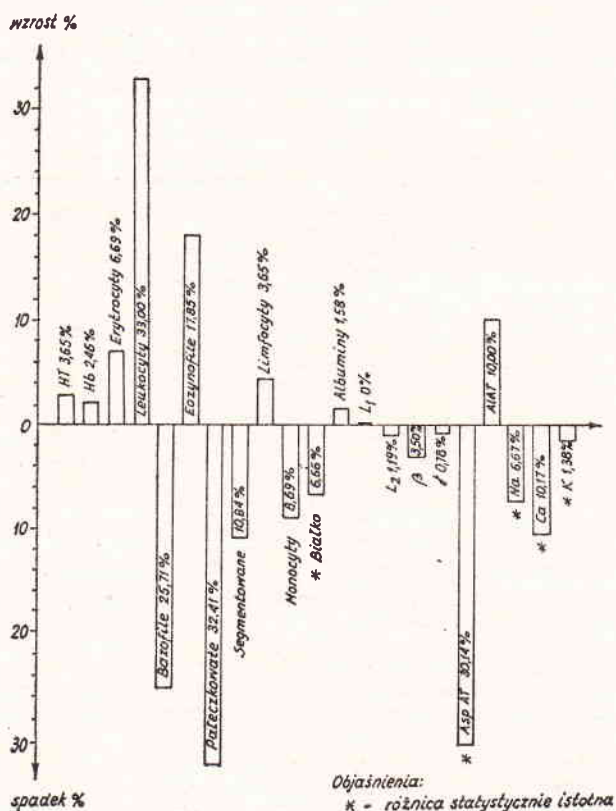 wzrost %
30
20
10
0
10
20
30
spadek %
HT 3,65 %
Hb 2,46 %
Erytrocyty 6,69 %
Leukocyty 33,00 %
Bazofile 25,71 %
Eozynofile 17,85 %
Pałeczkowate 32,41 %
Segmentowane
10,84 %
Limfocyty 3,65 %
Monocyty
8,69 %
* Białko
6,66 %
Albuminy 1,58 %
L1 0%
L2 1,19%
β
3,50%
0,78 %
Asp AT 30,14 %
*
AlAT 10,00 %
* Na 6,67 %
* Ca 10,17 %
* K 1,38%
Objaśnienia:
* - różnica statystycznie istotna